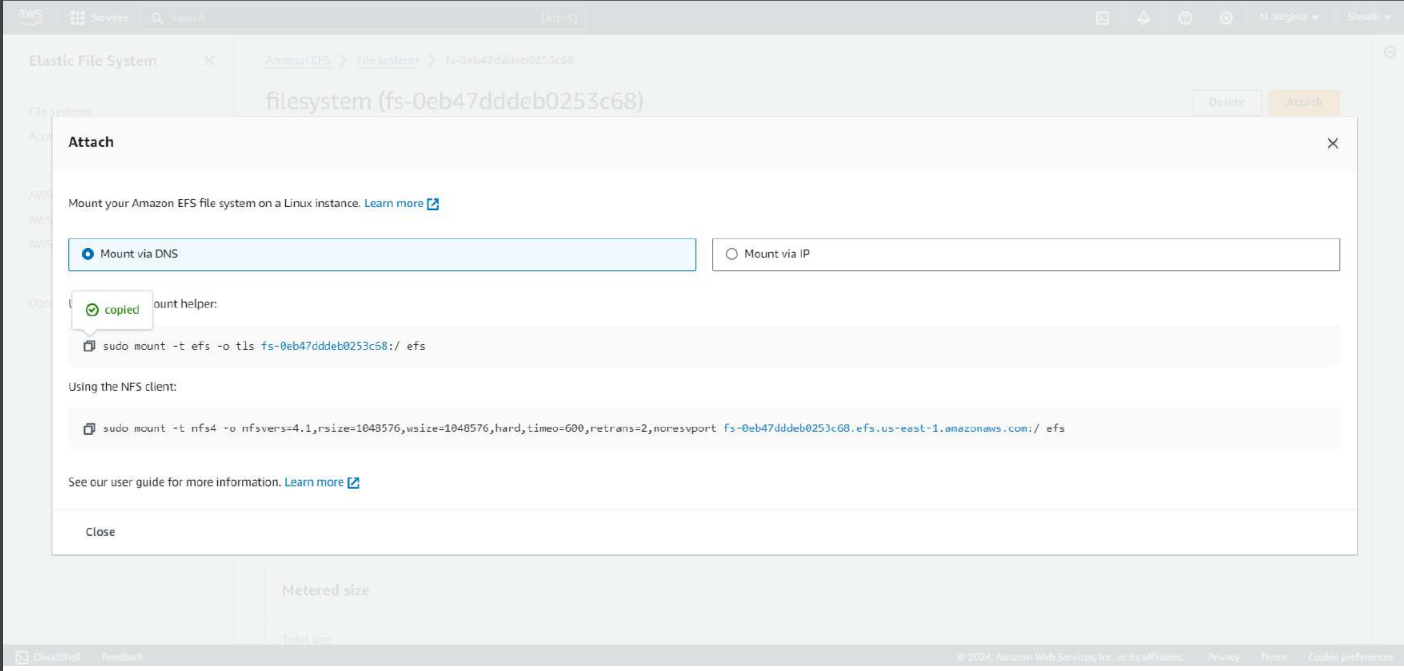 aws
Services
Search
[Alt+S]
N. Virginia
Shoaib
Elastic File System
Amazon EFS
File systems
fs-0eb47dddeb0253c68
File systems
filesystem (fs-0eb47dddeb0253c68)
Delete
Attach
Attach
Mount your Amazon EFS file system on a Linux instance. Learn more
AWS
AWS
AWS
Mount via DNS
Mount via IP
ount helper:
copied
sudo mount -t efs -o tls fs-0eb47dddeb0253c68:/ efs
Using the NFS client:
sudo mount -t nfs4 -o nfsvers=4.1,rsize=1048576,wsize=1048576,hard,timeo=600,retrans=2,noresvport fs-0eb47dddeb0253c68.efs.us-east-1.amazonaws.com:/ efs
See our user guide for more information. Learn more
Close
Metered size
Total size
CloudShell
Feedback
© 2024, Amazon Web Services, Inc. or its affiliates.
Privacy
Terms
Cookie preferences